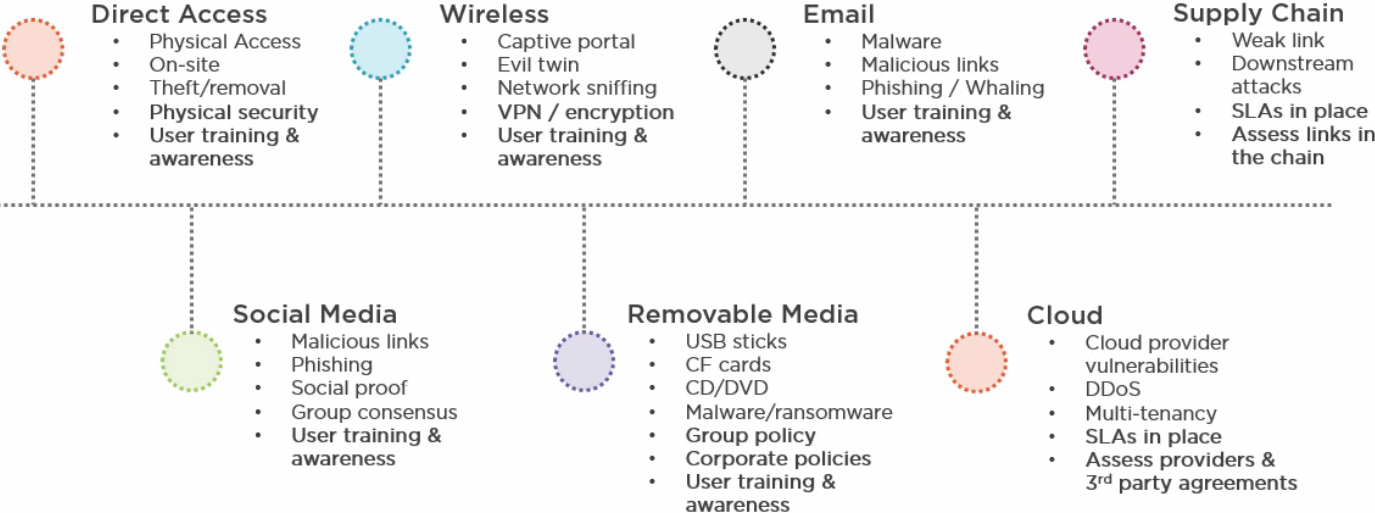 Direct Access
• Physical Access
• On-site
• Theft/removal
• Physical security
• User training &
awareness
Wireless
• Captive portal
• Evil twin
• Network sniffing
• VPN / encryption
• User training &
awareness
Email
• Malware
• Malicious links
• Phishing / Whaling
• User training &
awareness
Supply Chain
• Weak link
• Downstream
attacks
• SLAs in place
• Assess links in
the chain
Social Media
• Malicious links
• Phishing
• Social proof
• Group consensus
• User training &
awareness
Removable Media
• USB sticks
• CF cards
• CD/DVD
• Malware/ransomware
• Group policy
• Corporate policies
• User training &
awareness
Cloud
• Cloud provider
vulnerabilities
• DDoS
• Multi-tenancy
• SLAs in place
• Assess providers &
3rd party agreements